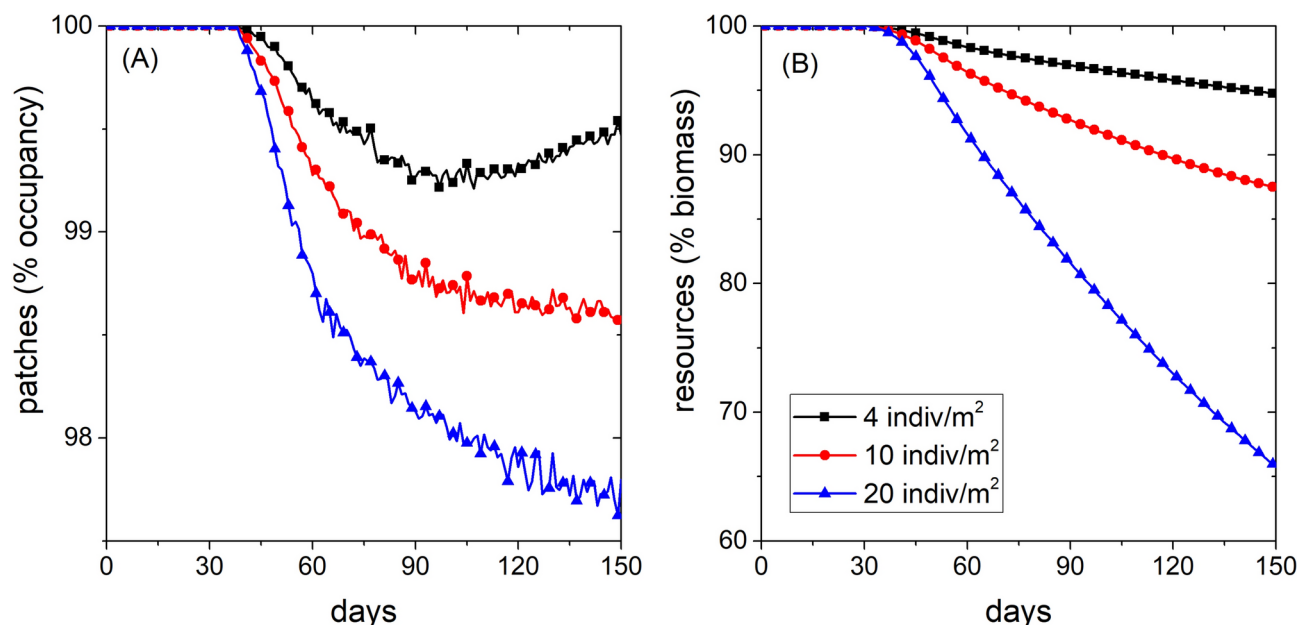 100
99
98
patches (% occupancy)
(A)
0 30 60 90 120 150
days
100
90
80
70
60
resources (% biomass)
(B)
4 indiv/m²
10 indiv/m²
20 indiv/m²
0 30 60 90 120 150
days